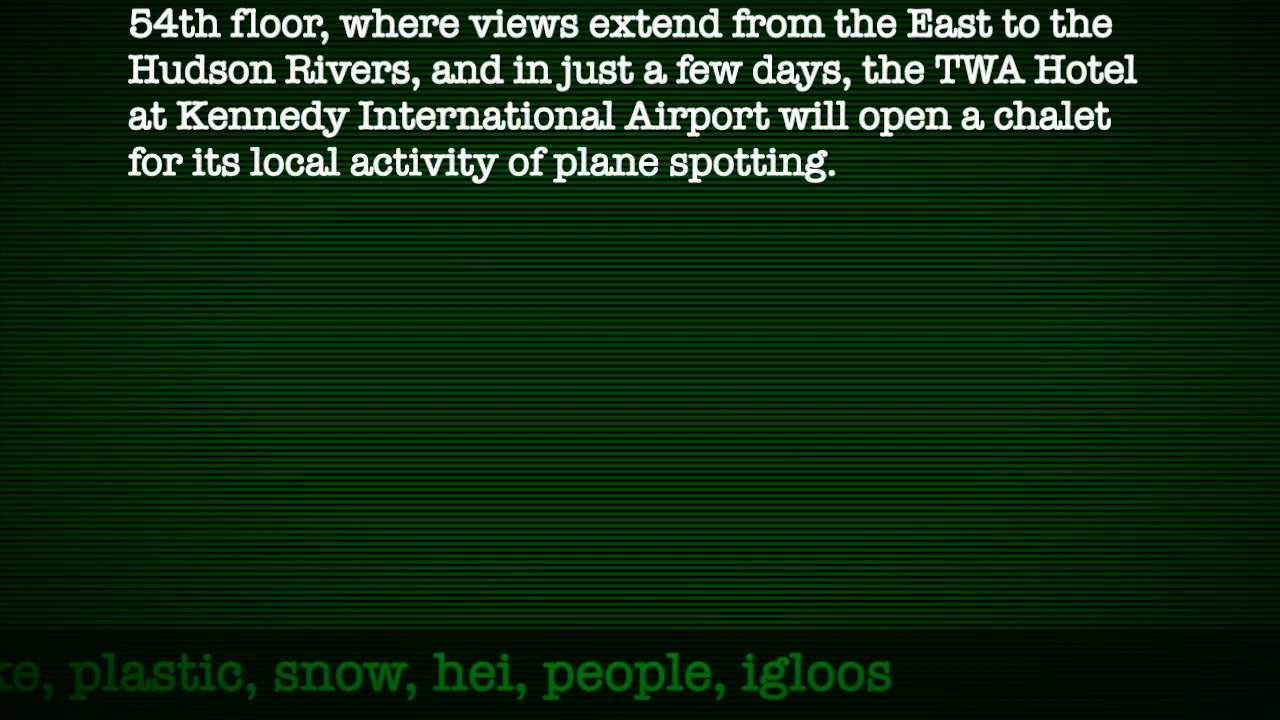 54th floor, where views extend from the East to the
Hudson Rivers, and in just a few days, the TWA Hotel
at Kennedy International Airport will open a chalet
for its local activity of plane spotting.
plastic, snow, hei, people, igloos